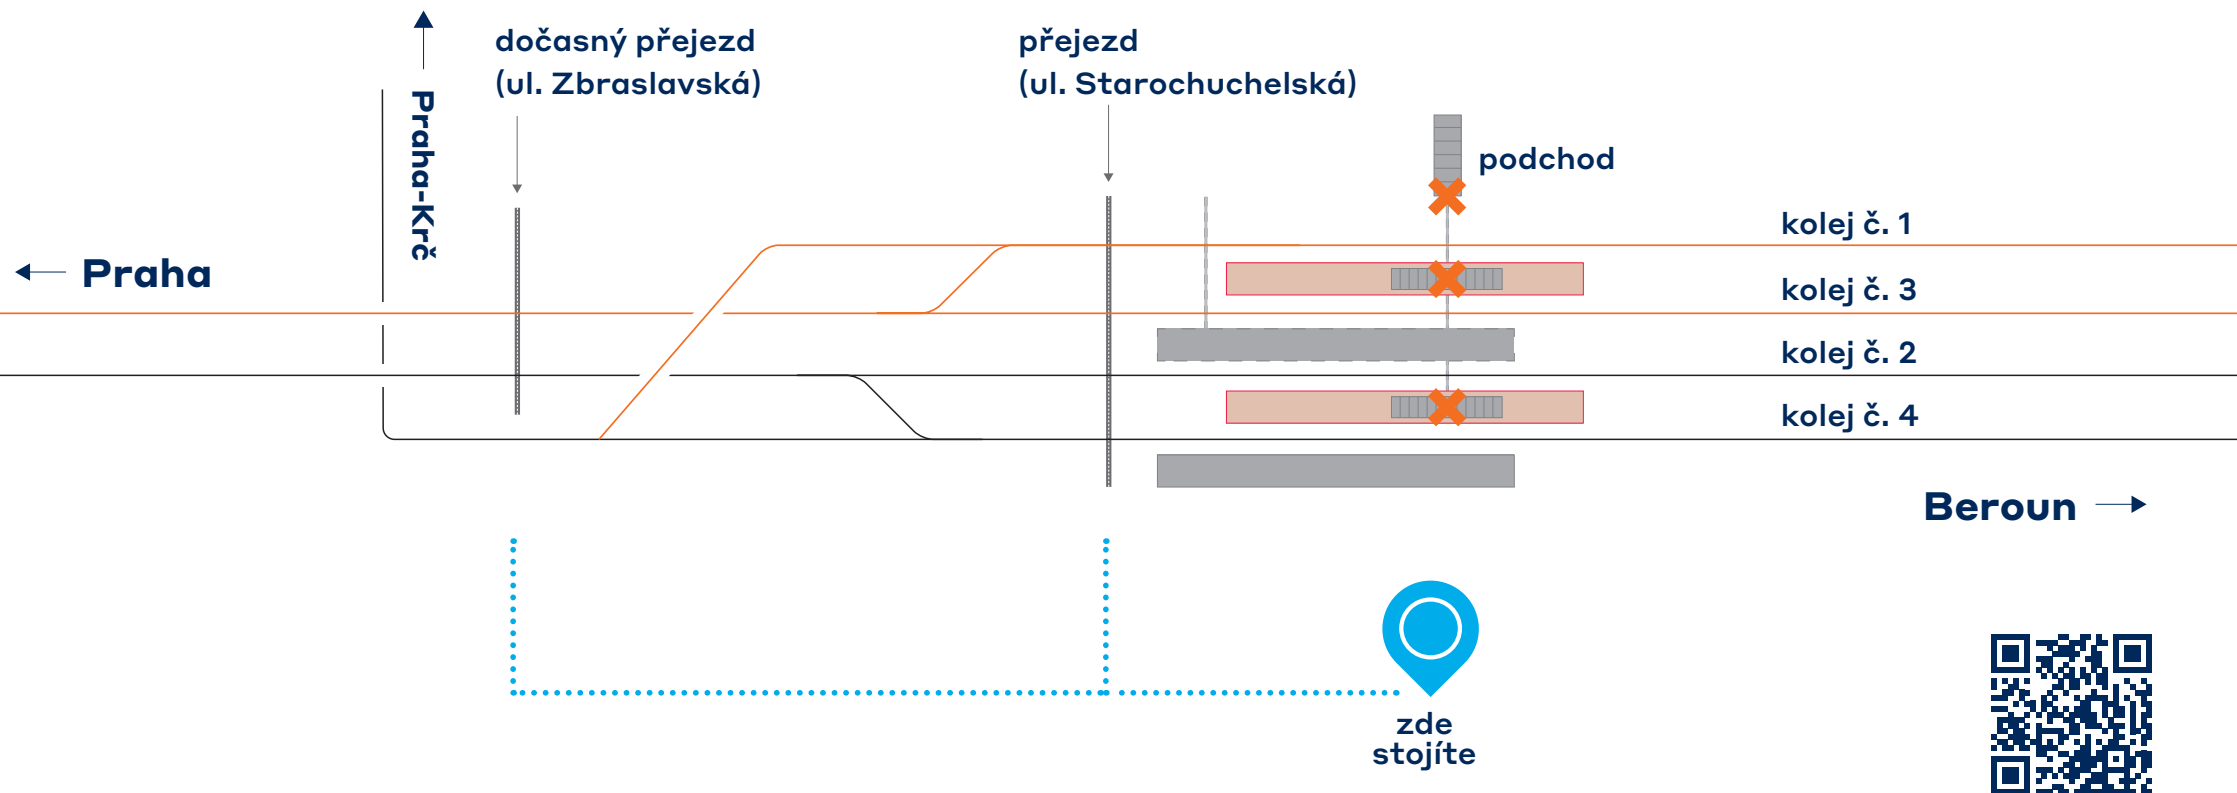 dočasný přejezd
(ul. Zbraslavská)
přejezd
(ul. Starochuchelská)
Praha-Krč
podchod
Praha
kolej č. 1
kolej č. 3
kolej č. 2
kolej č. 4
Beroun
zde
stojíte